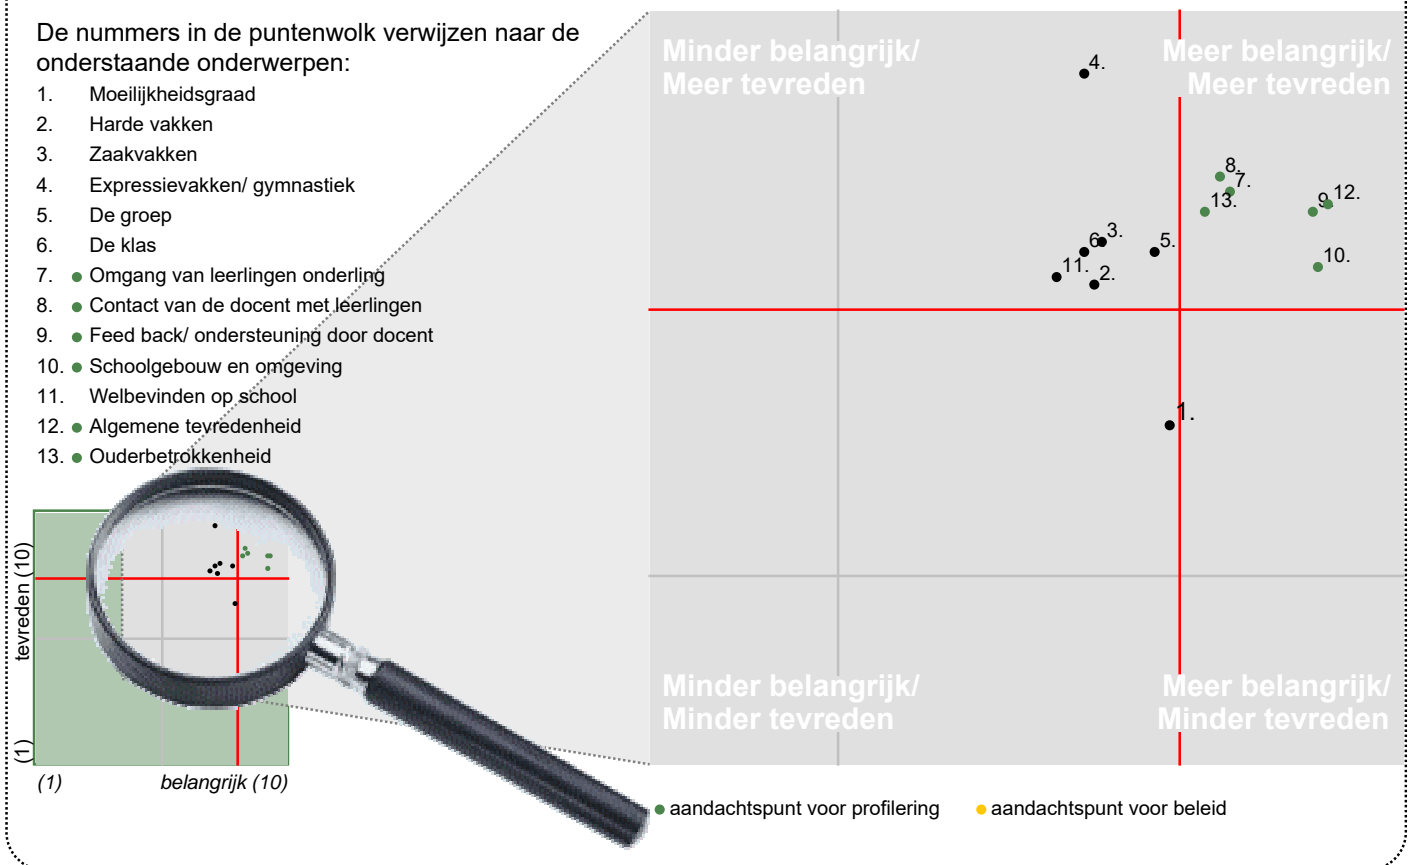 De nummers in de puntenwolk verwijzen naar de
onderstaande onderwerpen:
1. Moeilijkheidsgraad
2. Harde vakken
3. Zaakvakken
4. Expressievakken/ gymnastiek
5. De groep
6. De klas
7. Omgang van leerlingen onderling
8. Contact van de docent met leerlingen
9. Feed back/ ondersteuning door docent
10. Schoolgebouw en omgeving
11. Welbevinden op school
12. Algemene tevredenheid
13. Ouderbetrokkenheid
tevreden (10)
(1)
(1)
belangrijk (10)
Minder belangrijk/
Meer tevreden
Meer belangrijk/
Meer tevreden
4.
8.
7.
13.
9.
12.
10.
6.
3.
5.
11.
2.
1.
Minder belangrijk/
Minder tevreden
Meer belangrijk/
Minder tevreden
aandachtspunt voor profilering
aandachtspunt voor beleid